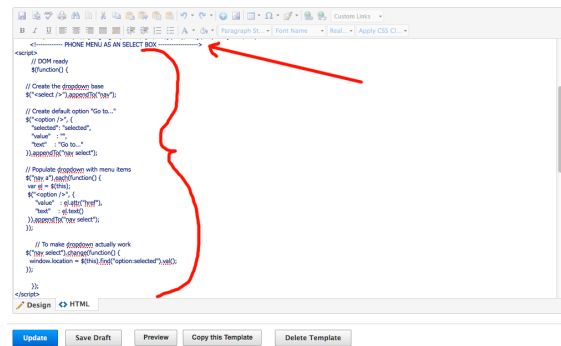 Custom Links
B I U Paragraph St... Font Name Real... Apply CSS Cl...
<!------------ PHONE MENU AS AN SELECT BOX ------------------->
<script>
// DOM ready
$(function() {
// Create the dropdown base
$("<select />").appendTo("nav");
// Create default option "Go to..."
$("<option />", {
"selected": "selected",
"value" : "",
"text" : "Go to..."
}).appendTo("nav select");
// Populate dropdown with menu items
$("nav a").each(function() {
var el = $(this);
$("<option />", {
"value" : el.attr("href"),
"text" : el.text()
}).appendTo("nav select");
});
// To make dropdown actually work
$("nav select").change(function() {
window.location = $(this).find("option:selected").val();
});
});
</script>
Design <> HTML
Update Save Draft Preview Copy this Template Delete Template